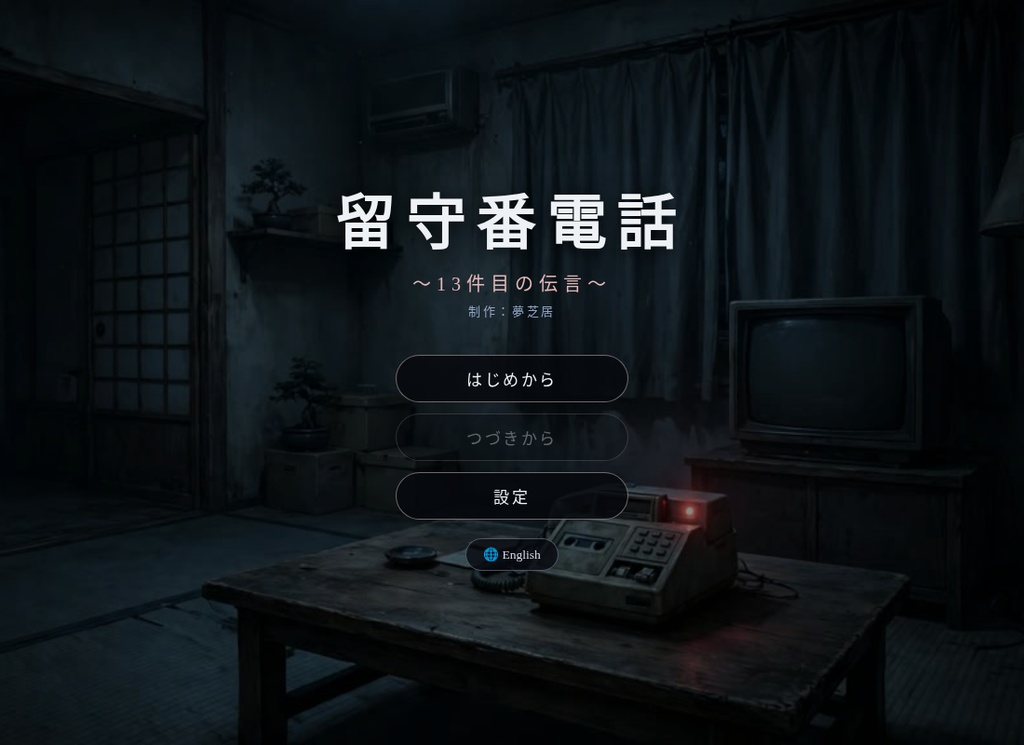 留守番電話
～13件目の伝言～
制作：夢芝居
はじめから
つづきから
設定
🌐 English